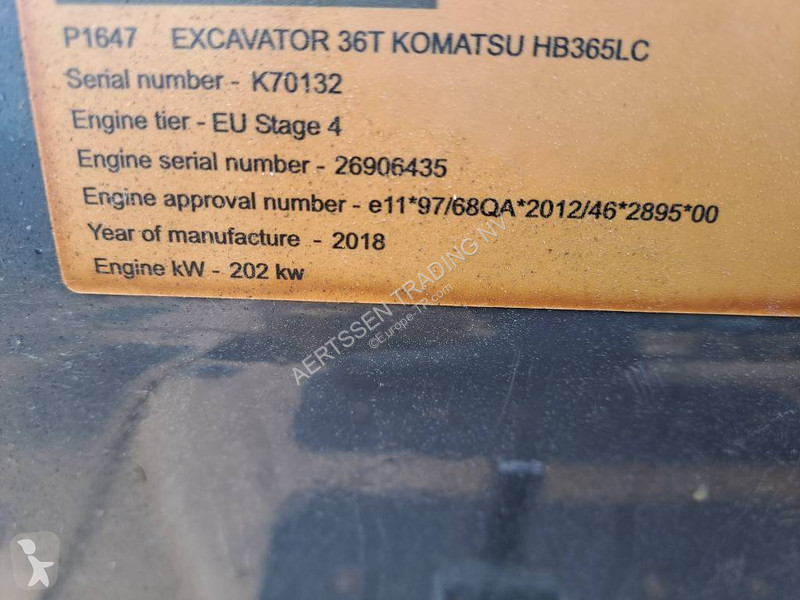 P1647 EXCAVATOR 36T KOMATSU HB365LC
Serial number - K70132
Engine tier - EU Stage 4
Engine serial number - 26906435
Engine approval number - e11*97/68QA*2012/46*2895*00
Year of manufacture - 2018
Engine kW - 202 kw
AERTSSEN TRADING NV
©Europe-TP.com